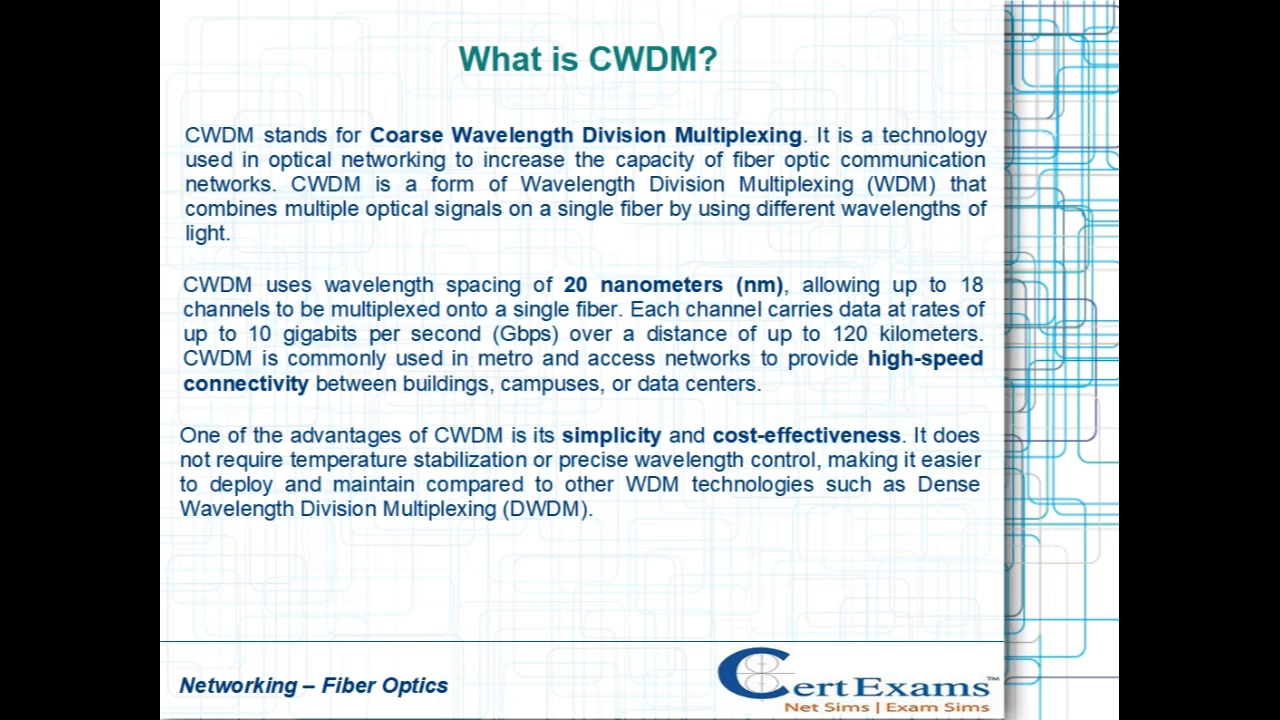 What is CWDM?
CWDM stands for Coarse Wavelength Division Multiplexing. It is a technology
used in optical networking to increase the capacity of fiber optic communication
networks. CWDM is a form of Wavelength Division Multiplexing (WDM) that
combines multiple optical signals on a single fiber by using different wavelengths of
light.
CWDM uses wavelength spacing of 20 nanometers (nm), allowing up to 18
channels to be multiplexed onto a single fiber. Each channel carries data at rates of
up to 10 gigabits per second (Gbps) over a distance of up to 120 kilometers.
CWDM is commonly used in metro and access networks to provide high-speed
connectivity between buildings, campuses, or data centers.
One of the advantages of CWDM is its simplicity and cost-effectiveness. It does
not require temperature stabilization or precise wavelength control, making it easier
to deploy and maintain compared to other WDM technologies such as Dense
Wavelength Division Multiplexing (DWDM).
Networking – Fiber Optics
CertExams™
Net Sims | Exam Sims